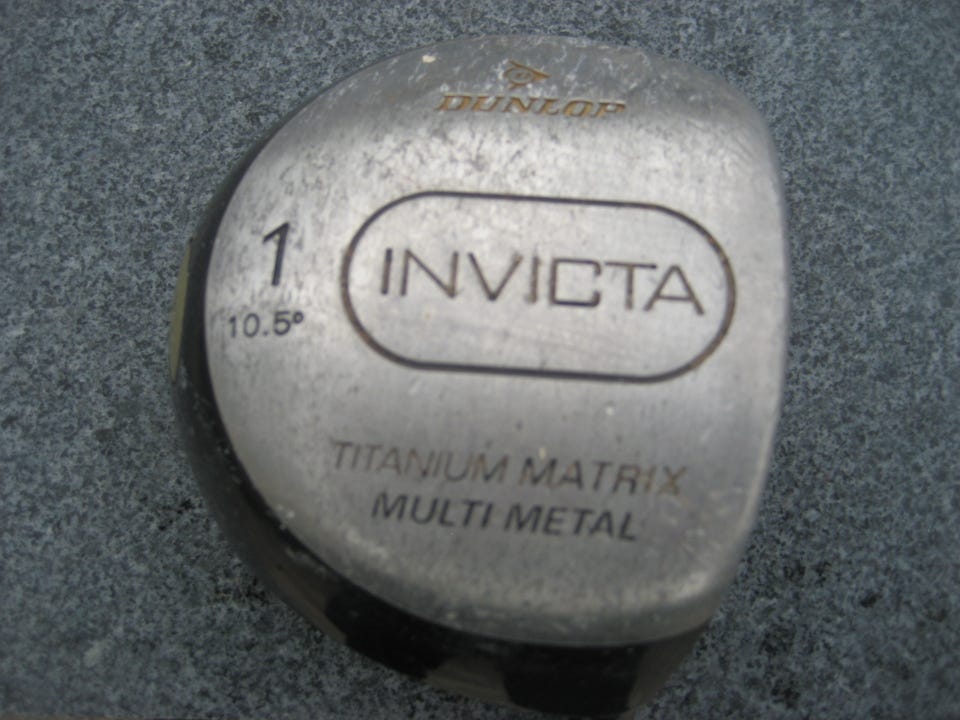 DUNLOP
1
10.5°
INVICTA
TITANIUM MATRIX
MULTI METAL